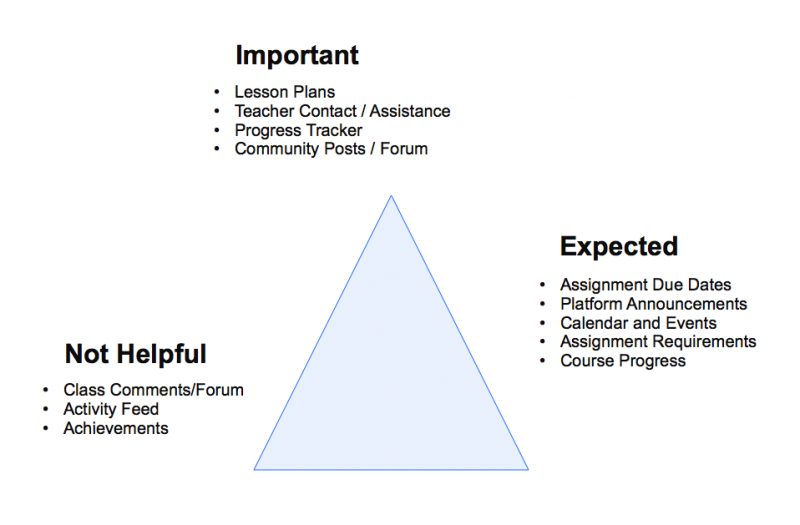 Important
• Lesson Plans
• Teacher Contact / Assistance
• Progress Tracker
• Community Posts / Forum
Expected
• Assignment Due Dates
• Platform Announcements
• Calendar and Events
• Assignment Requirements
• Course Progress
Not Helpful
• Class Comments/Forum
• Activity Feed
• Achievements